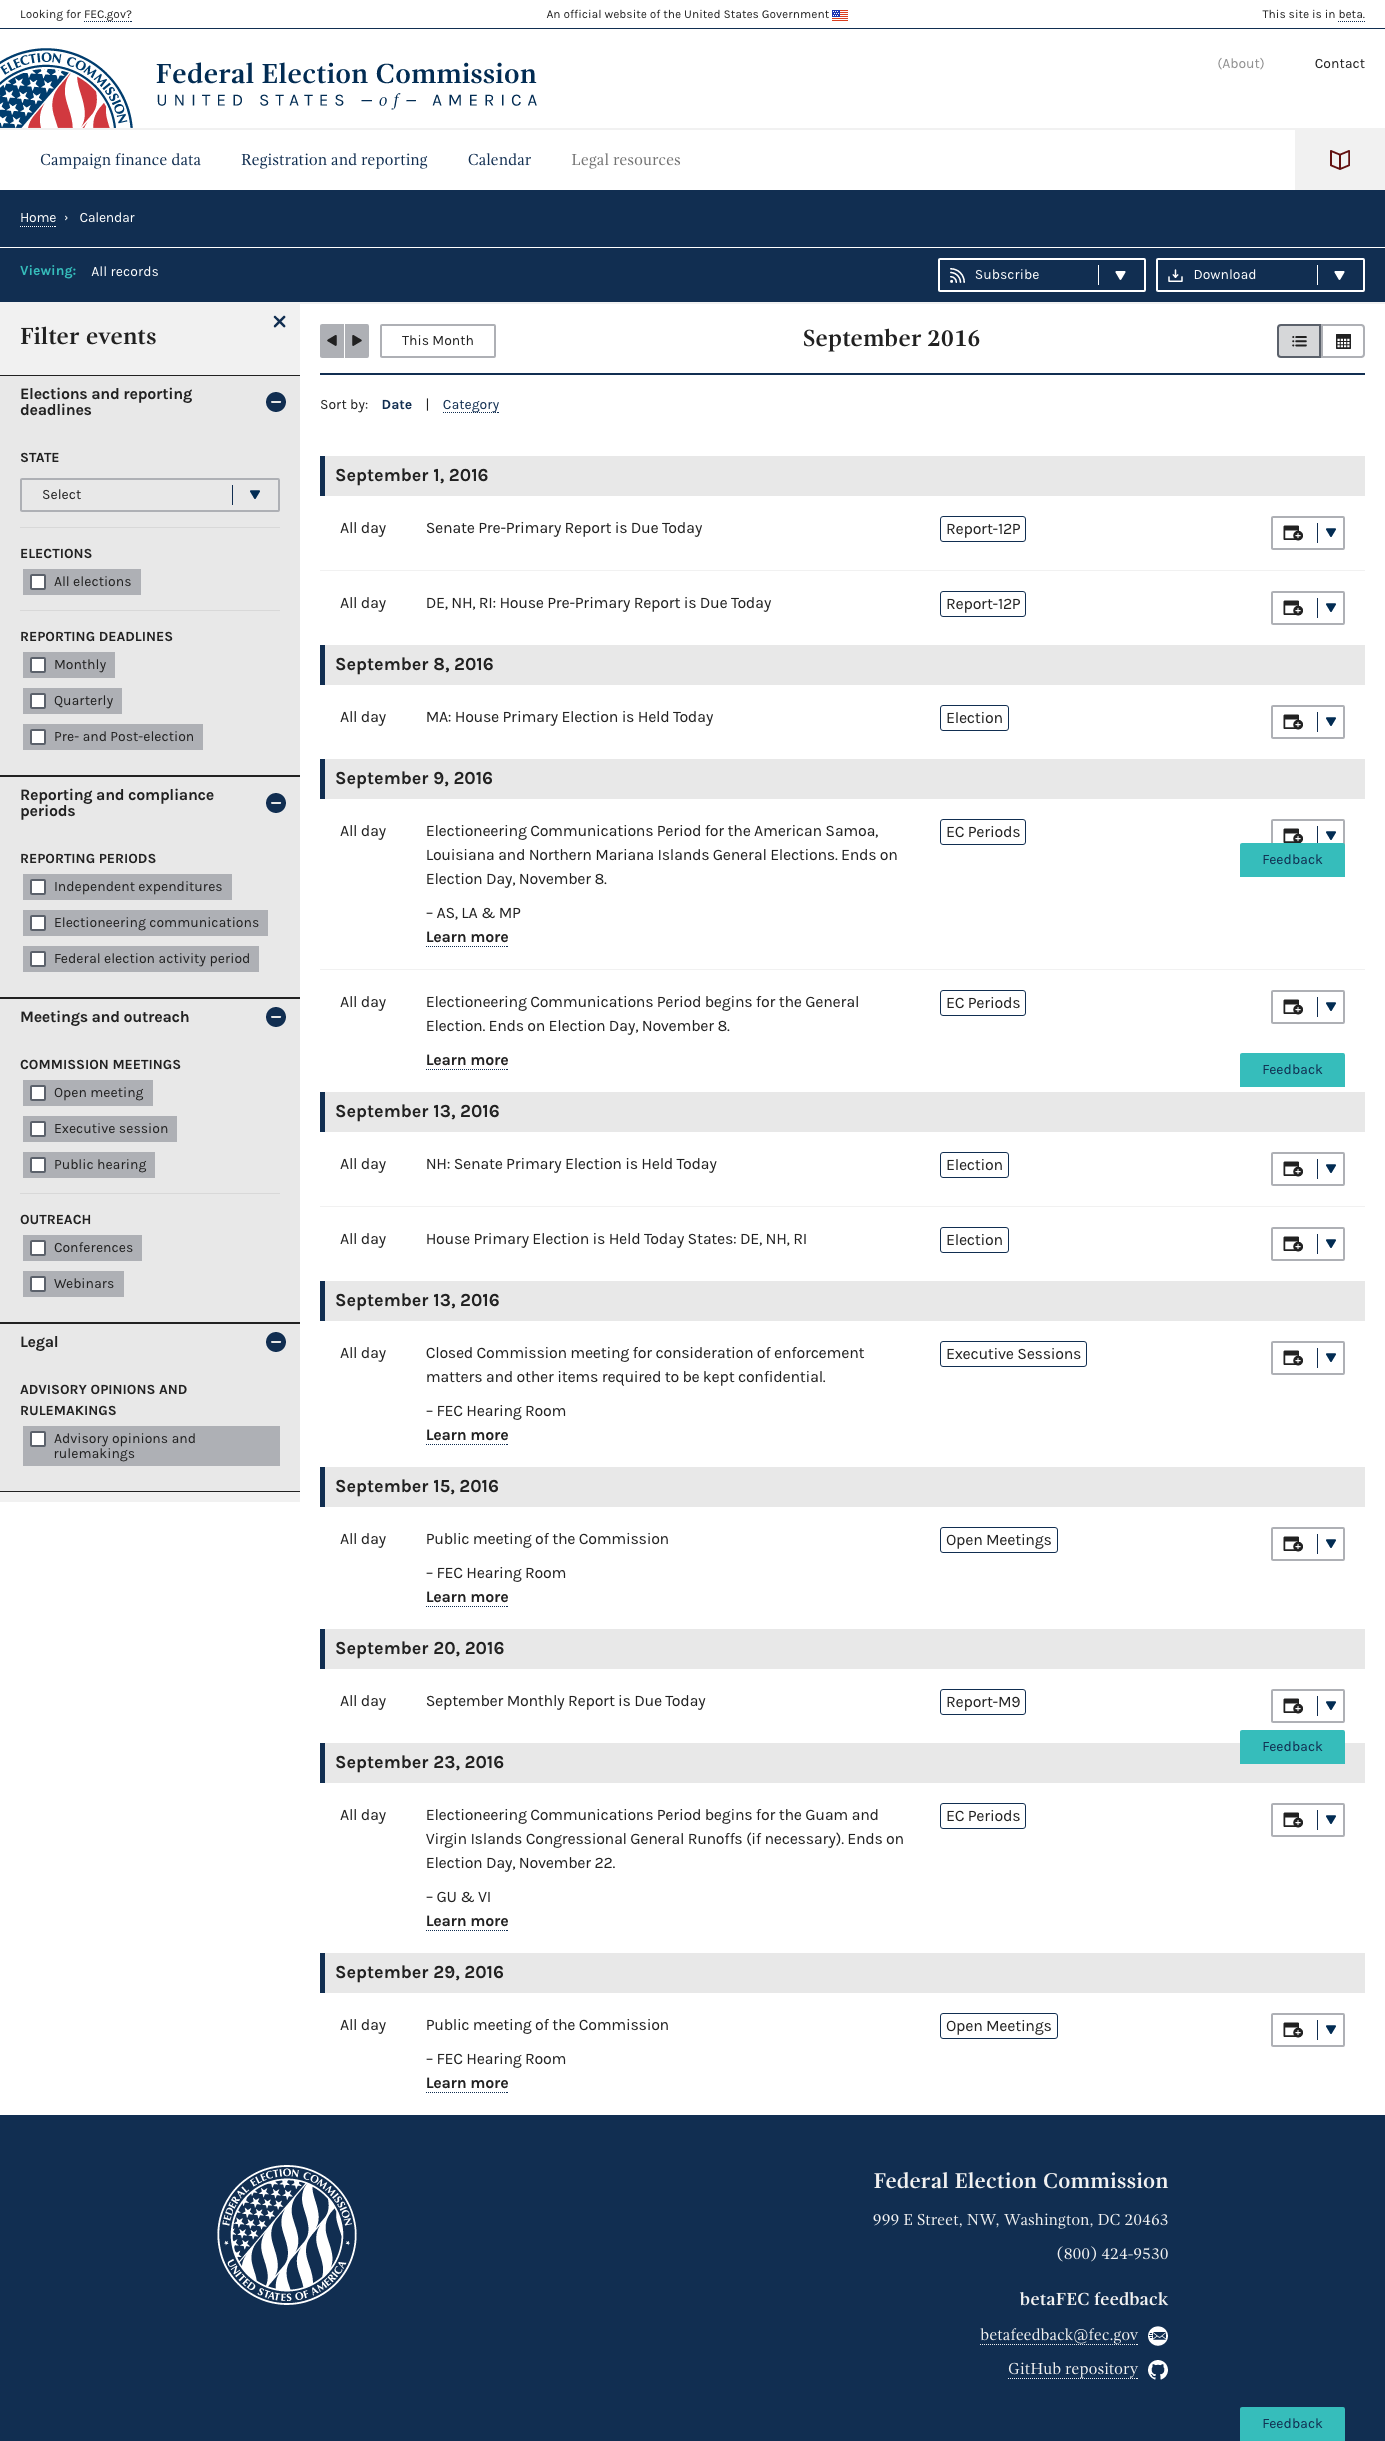 Looking for FEC.gov?
An official website of the United States Government
This site is in beta.
ELECTION COMMISSION
Federal Election Commission
UNITED STATES – of – AMERICA
(About)
Contact
Campaign finance data
Registration and reporting
Calendar
Legal resources
Home › Calendar
Viewing: All records
Subscribe
Download
Filter events
Elections and reporting
deadlines
STATE
Select
ELECTIONS
All elections
REPORTING DEADLINES
Monthly
Quarterly
Pre- and Post-election
Reporting and compliance
periods
REPORTING PERIODS
Independent expenditures
Electioneering communications
Federal election activity period
Meetings and outreach
COMMISSION MEETINGS
Open meeting
Executive session
Public hearing
OUTREACH
Conferences
Webinars
Legal
ADVISORY OPINIONS AND
RULEMAKINGS
Advisory opinions and
rulemakings
This Month
September 2016
Sort by: Date | Category
September 1, 2016
All day Senate Pre-Primary Report is Due Today Report-12P
All day DE, NH, RI: House Pre-Primary Report is Due Today Report-12P
September 8, 2016
All day MA: House Primary Election is Held Today Election
September 9, 2016
All day Electioneering Communications Period for the American Samoa, EC Periods
Louisiana and Northern Mariana Islands General Elections. Ends on
Feedback
Election Day, November 8.
– AS, LA & MP
Learn more
All day Electioneering Communications Period begins for the General EC Periods
Election. Ends on Election Day, November 8.
Learn more
Feedback
September 13, 2016
All day NH: Senate Primary Election is Held Today Election
All day House Primary Election is Held Today States: DE, NH, RI Election
September 13, 2016
All day Closed Commission meeting for consideration of enforcement Executive Sessions
matters and other items required to be kept confidential.
– FEC Hearing Room
Learn more
September 15, 2016
All day Public meeting of the Commission Open Meetings
– FEC Hearing Room
Learn more
September 20, 2016
All day September Monthly Report is Due Today Report-M9
Feedback
September 23, 2016
All day Electioneering Communications Period begins for the Guam and EC Periods
Virgin Islands Congressional General Runoffs (if necessary). Ends on
Election Day, November 22.
– GU & VI
Learn more
September 29, 2016
All day Public meeting of the Commission Open Meetings
– FEC Hearing Room
Learn more
FEDERAL ELECTION COMMISSION
UNITED STATES OF AMERICA
Federal Election Commission
999 E Street, NW, Washington, DC 20463
(800) 424-9530
betaFEC feedback
betafeedback@fec.gov
GitHub repository
Feedback